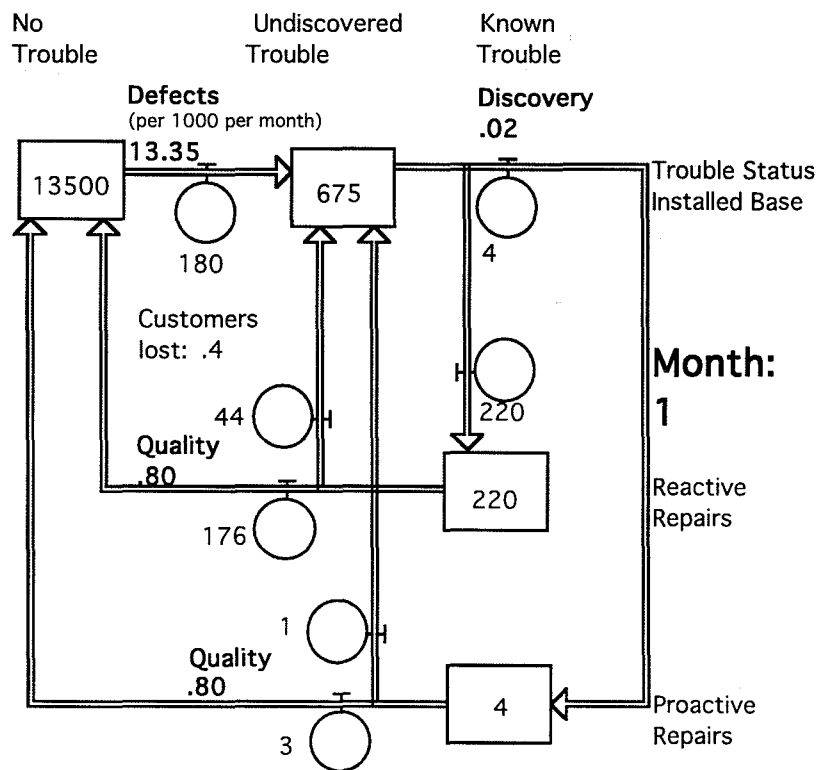 No
Trouble
Undiscovered
Trouble
Known
Trouble
Defects
(per 1000 per month)
13.35
Discovery
.02
13500
675
Trouble Status
Installed Base
180
4
Customers
lost: .4
Month:
1
44
220
Quality
.80
220
Reactive
Repairs
176
1
Quality
.80
4
Proactive
Repairs
3